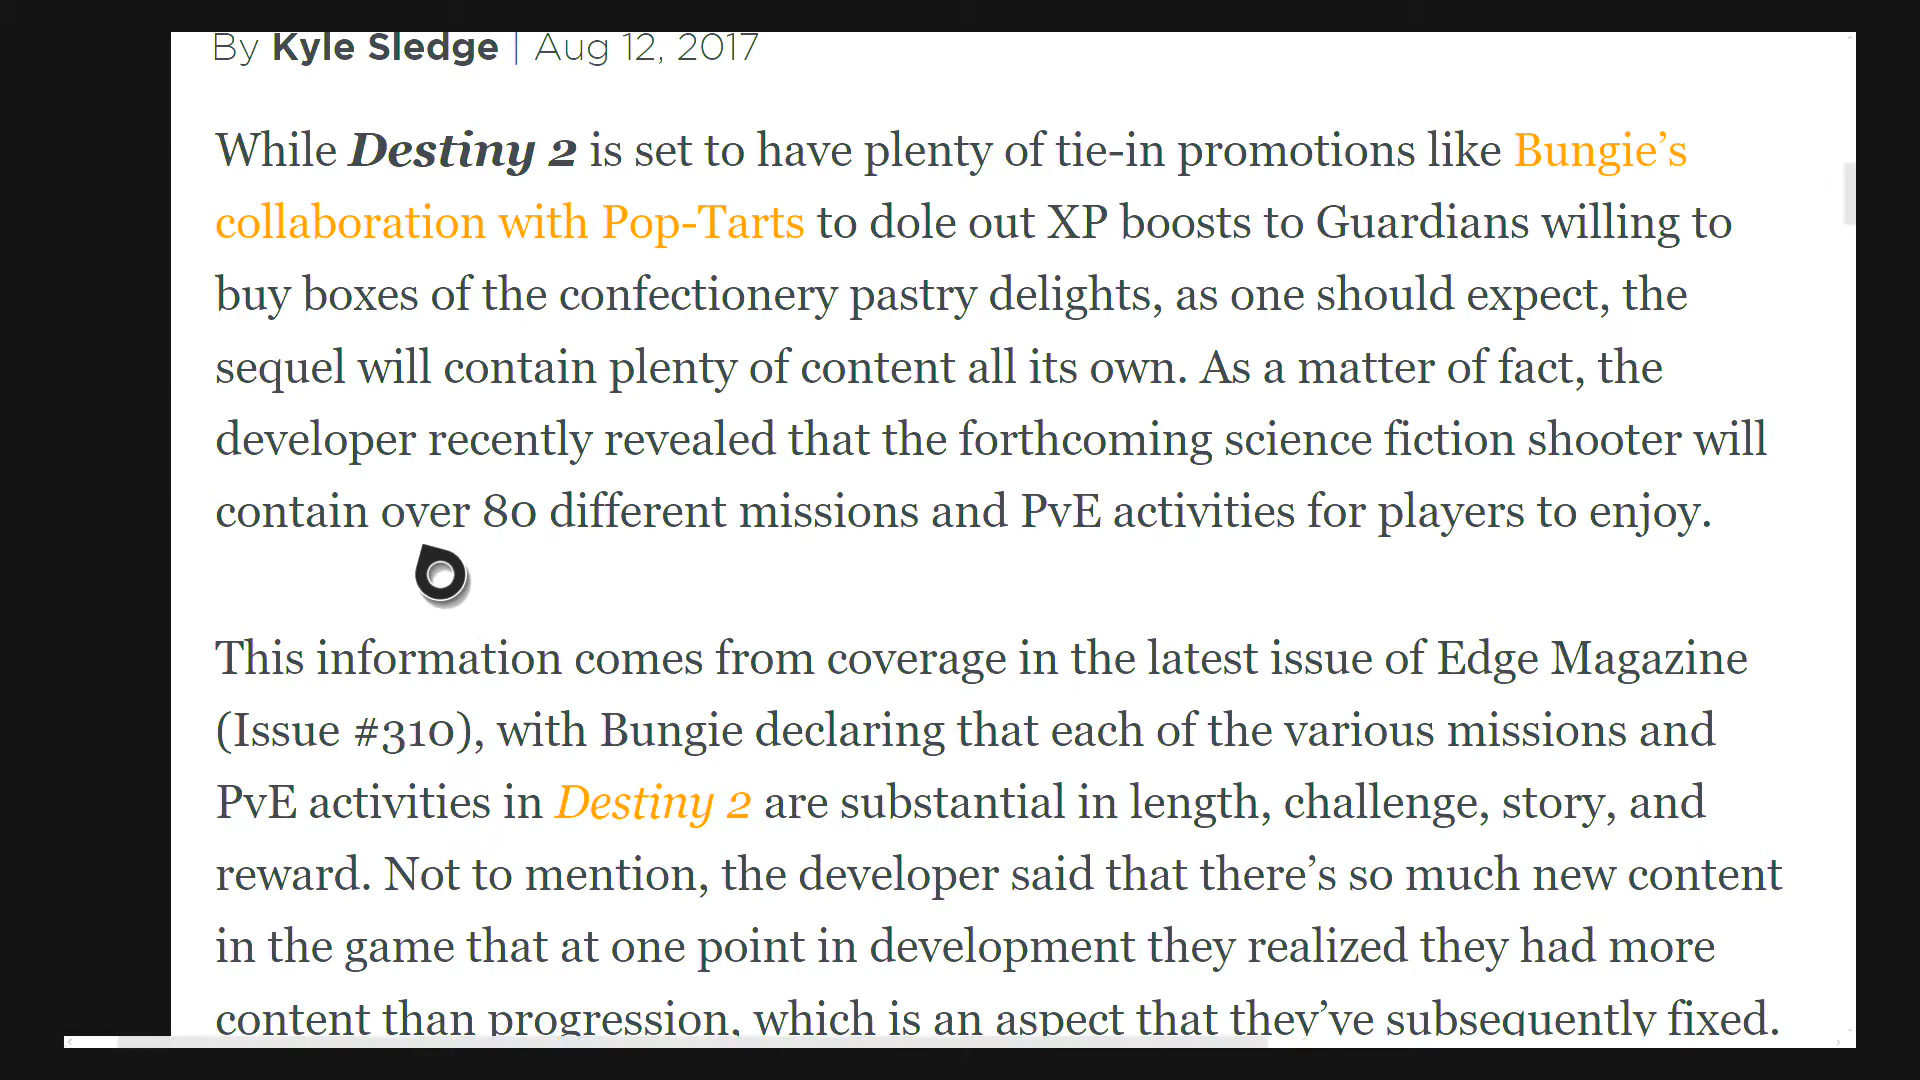 By Kyle Sledge | Aug 12, 2017
While Destiny 2 is set to have plenty of tie-in promotions like Bungie’s
collaboration with Pop-Tarts to dole out XP boosts to Guardians willing to
buy boxes of the confectionery pastry delights, as one should expect, the
sequel will contain plenty of content all its own. As a matter of fact, the
developer recently revealed that the forthcoming science fiction shooter will
contain over 80 different missions and PvE activities for players to enjoy.
This information comes from coverage in the latest issue of Edge Magazine
(Issue #310), with Bungie declaring that each of the various missions and
PvE activities in Destiny 2 are substantial in length, challenge, story, and
reward. Not to mention, the developer said that there’s so much new content
in the game that at one point in development they realized they had more
content than progression, which is an aspect that they’ve subsequently fixed.